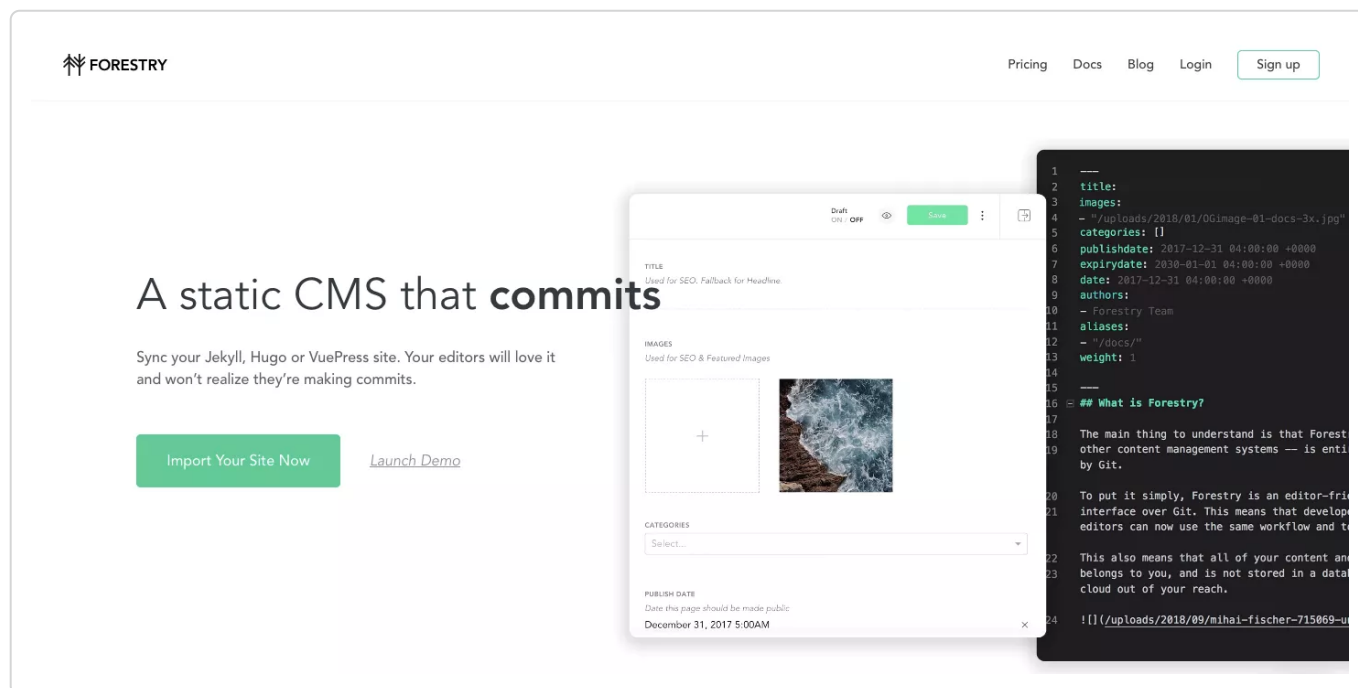 FORESTRY
Pricing Docs Blog Login Sign up
A static CMS that commits
Sync your Jekyll, Hugo or VuePress site. Your editors will love it
and won't realize they're making commits.
Import Your Site Now Launch Demo
Draft
ON / OFF
Save
TITLE
Used for SEO. Fallback for Headline.
IMAGES
Used for SEO & Featured Images
CATEGORIES
Select...
PUBLISH DATE
Date this page should be made public
December 31, 2017 5:00AM
1 ---
2 title:
3 images:
4 - "/uploads/2018/01/OGimage-01-docs-3x.jpg"
5 categories: []
6 publishdate: 2017-12-31 04:00:00 +0000
7 expirydate: 2030-01-01 04:00:00 +0000
8 date: 2017-12-31 04:00:00 +0000
9 authors:
10 - Forestry Team
11 aliases:
12 - "/docs/"
13 weight: 1
14
15 ---
16 ## What is Forestry?
17
18 The main thing to understand is that Forest
19 other content management systems -- is enti
by Git.
20 To put it simply, Forestry is an editor-frie
21 interface over Git. This means that develope
editors can now use the same workflow and to
22 This also means that all of your content and
23 belongs to you, and is not stored in a datab
cloud out of your reach.
24 ![](/uploads/2018/09/mihai-fischer-715069-un